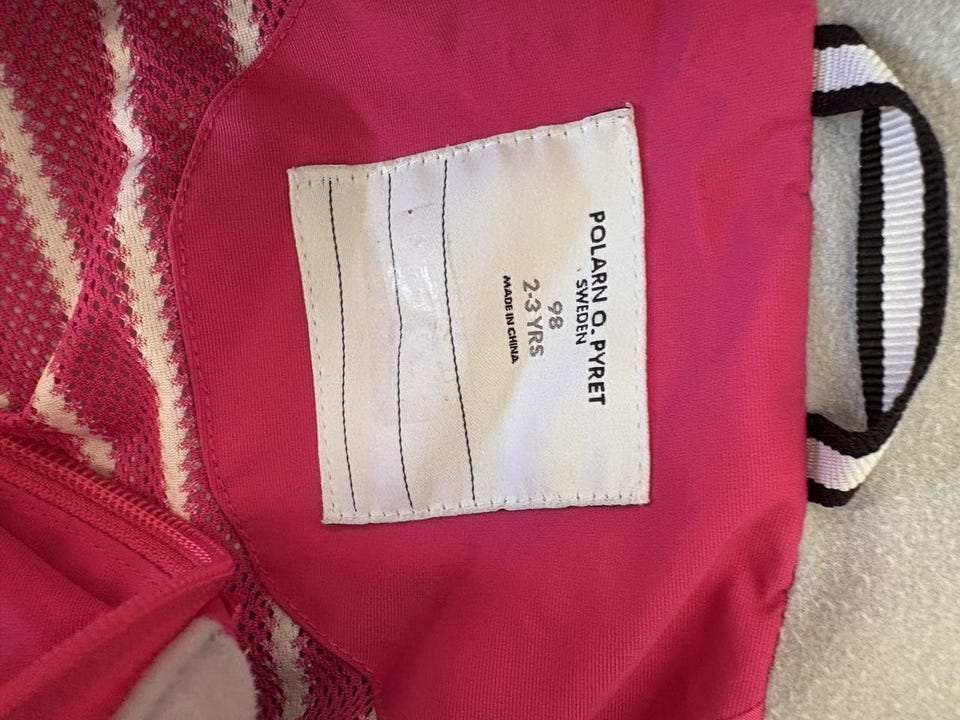 POLARN O. PYRET
SWEDEN
98
2-3 YRS
MADE IN CHINA